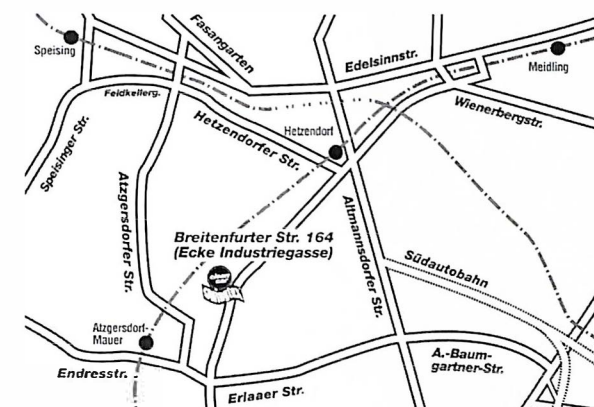 Fasangarten
Speising
Edelsinnstr.
Meidling
Feldkellerg.
Wienerbergstr.
Hetzendorf
Hetzendorfer Str.
Speisinger Str.
Atzgersdorfer Str.
Altmannsdorfer Str.
Breitenfurter Str. 164
(Ecke Industriegasse)
Südautobahn
Atzgersdorf-
Mauer
A.-Baum-
gartner-Str.
Endresstr.
Erlaaer Str.